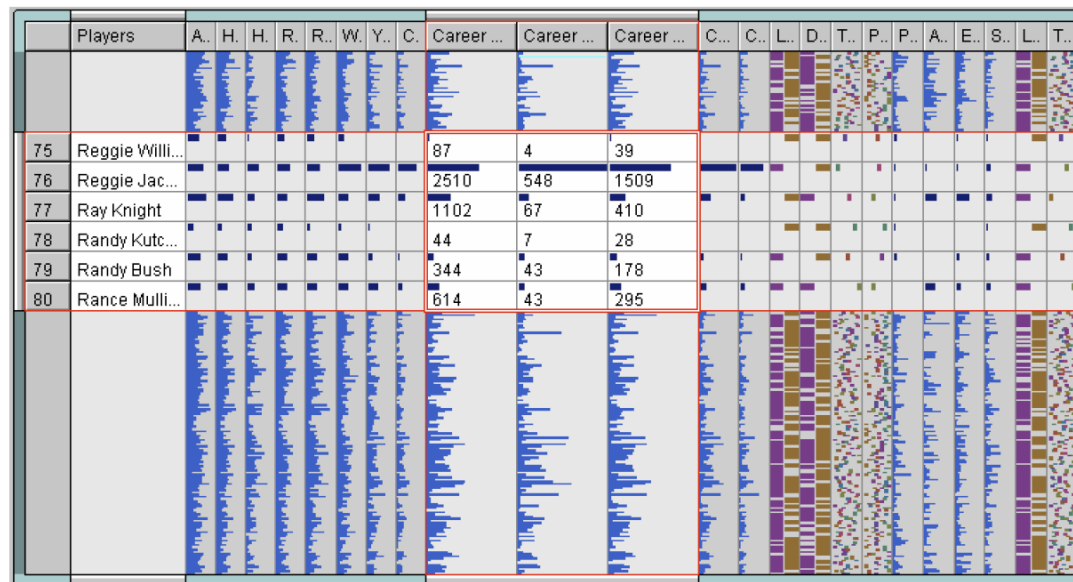 Players A.. H. H. R. R.. W. Y.. C. Career ... Career ... Career ... C... C.. L.. D.. T... P.. P.. A.. E.. S.. L.. T...
75 Reggie Willi... 87 4 39
76 Reggie Jac... 2510 548 1509
77 Ray Knight 1102 67 410
78 Randy Kutc... 44 7 28
79 Randy Bush 344 43 178
80 Rance Mulli... 614 43 295